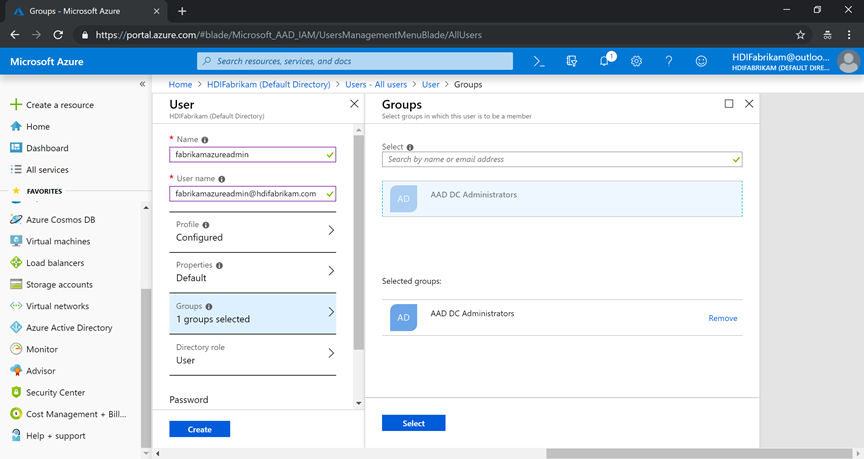 Groups - Microsoft Azure
https://portal.azure.com/#blade/Microsoft_AAD_IAM/UsersManagementMenuBlade/AllUsers
Microsoft Azure
Search resources, services, and docs
1
HDIFabrikam@outloo...
HDIFABRIKAM (DEFAULT DIRE...
Create a resource
Home
Dashboard
All services
FAVORITES
Azure Cosmos DB
Virtual machines
Load balancers
Storage accounts
Virtual networks
Azure Active Directory
Monitor
Advisor
Security Center
Cost Management + Bill...
Help + support
Home > HDIFabrikam (Default Directory) > Users - All users > User > Groups
User
HDIFabrikam (Default Directory)
* Name
fabrikamazureadmin
* User name
fabrikamazureadmin@hdifabrikam.com
Profile
Configured
Properties
Default
Groups
1 groups selected
Directory role
User
Password
Create
Groups
Select groups in which this user is to be a member
Select
Search by name or email address
AD
AAD DC Administrators
Selected groups:
AD
AAD DC Administrators
Remove
Select